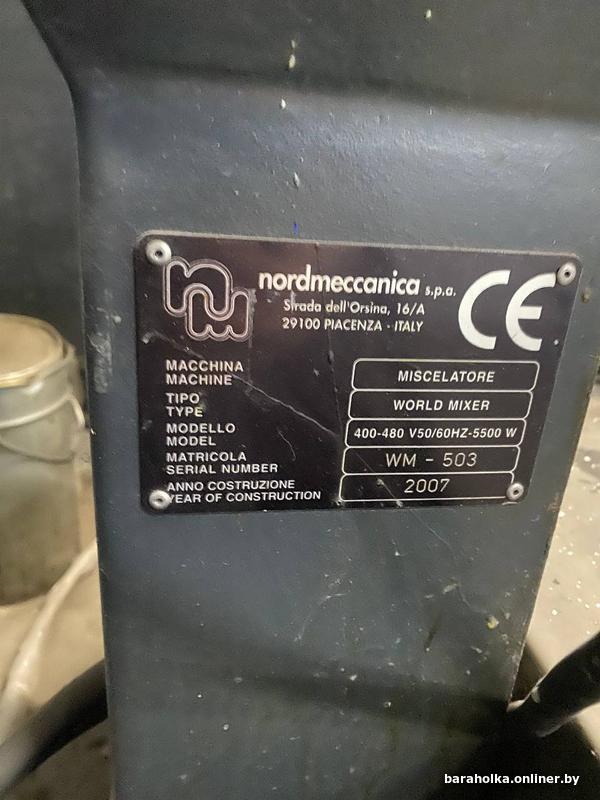 nm
nordmeccanica s.p.a.
Strada dell'Orsina, 16/A
29100 PIACENZA - ITALY
CE
MACCHINA
MACHINE
MISCELATORE
TIPO
TYPE
WORLD MIXER
MODELLO
MODEL
400-480 V50/60HZ-5500 W
MATRICOLA
SERIAL NUMBER
WM - 503
ANNO COSTRUZIONE
YEAR OF CONSTRUCTION
2007
baraholka.onliner.by